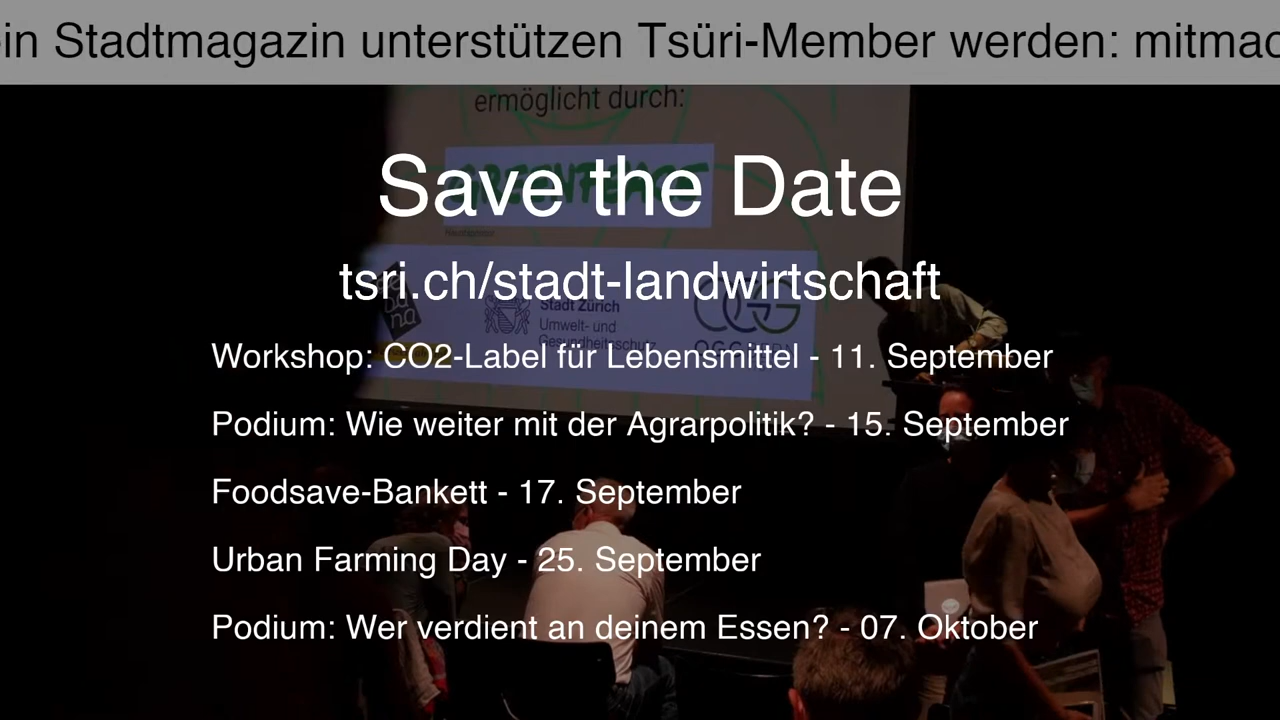 in Stadtmagazin unterstützen Tsüri-Member werden: mitmac
ermöglicht durch:
GREENPEACE
Save the Date
tsri.ch/stadt-landwirtschaft
Stadt Zürich
Umwelt- und
Gesundheitsschutz
Workshop: CO2-Label für Lebensmittel - 11. September
Podium: Wie weiter mit der Agrarpolitik? - 15. September
Foodsave-Bankett - 17. September
Urban Farming Day - 25. September
Podium: Wer verdient an deinem Essen? - 07. Oktober